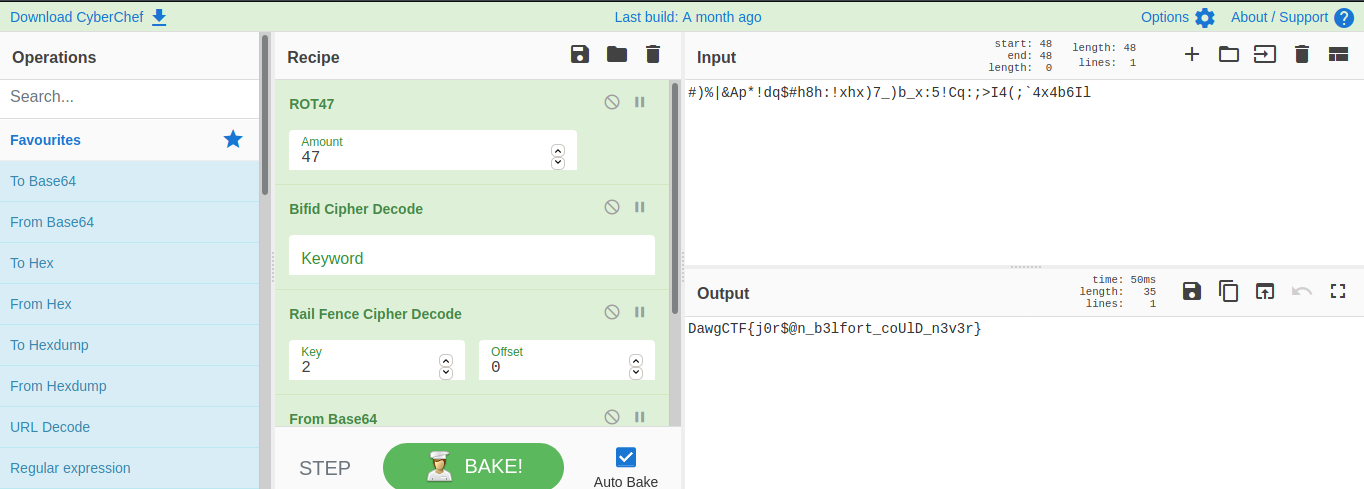 Download CyberChef
Last build: A month ago
Options
About / Support
Operations
Search...
Favourites
To Base64
From Base64
To Hex
From Hex
To Hexdump
From Hexdump
URL Decode
Regular expression
Recipe
ROT47
Amount
47
Bifid Cipher Decode
Keyword
Rail Fence Cipher Decode
Key
2
Offset
0
From Base64
STEP
BAKE!
Auto Bake
Input
start: 48
end: 48
length: 0
length: 48
lines: 1
#)%|&Ap*!dq$#h8h:!xhx)7_)b_x:5!Cq:;>I4(;`4x4b6Il
Output
time: 50ms
length: 35
lines: 1
DawgCTF{j0r$@n_b3lfort_coUlD_n3v3r}